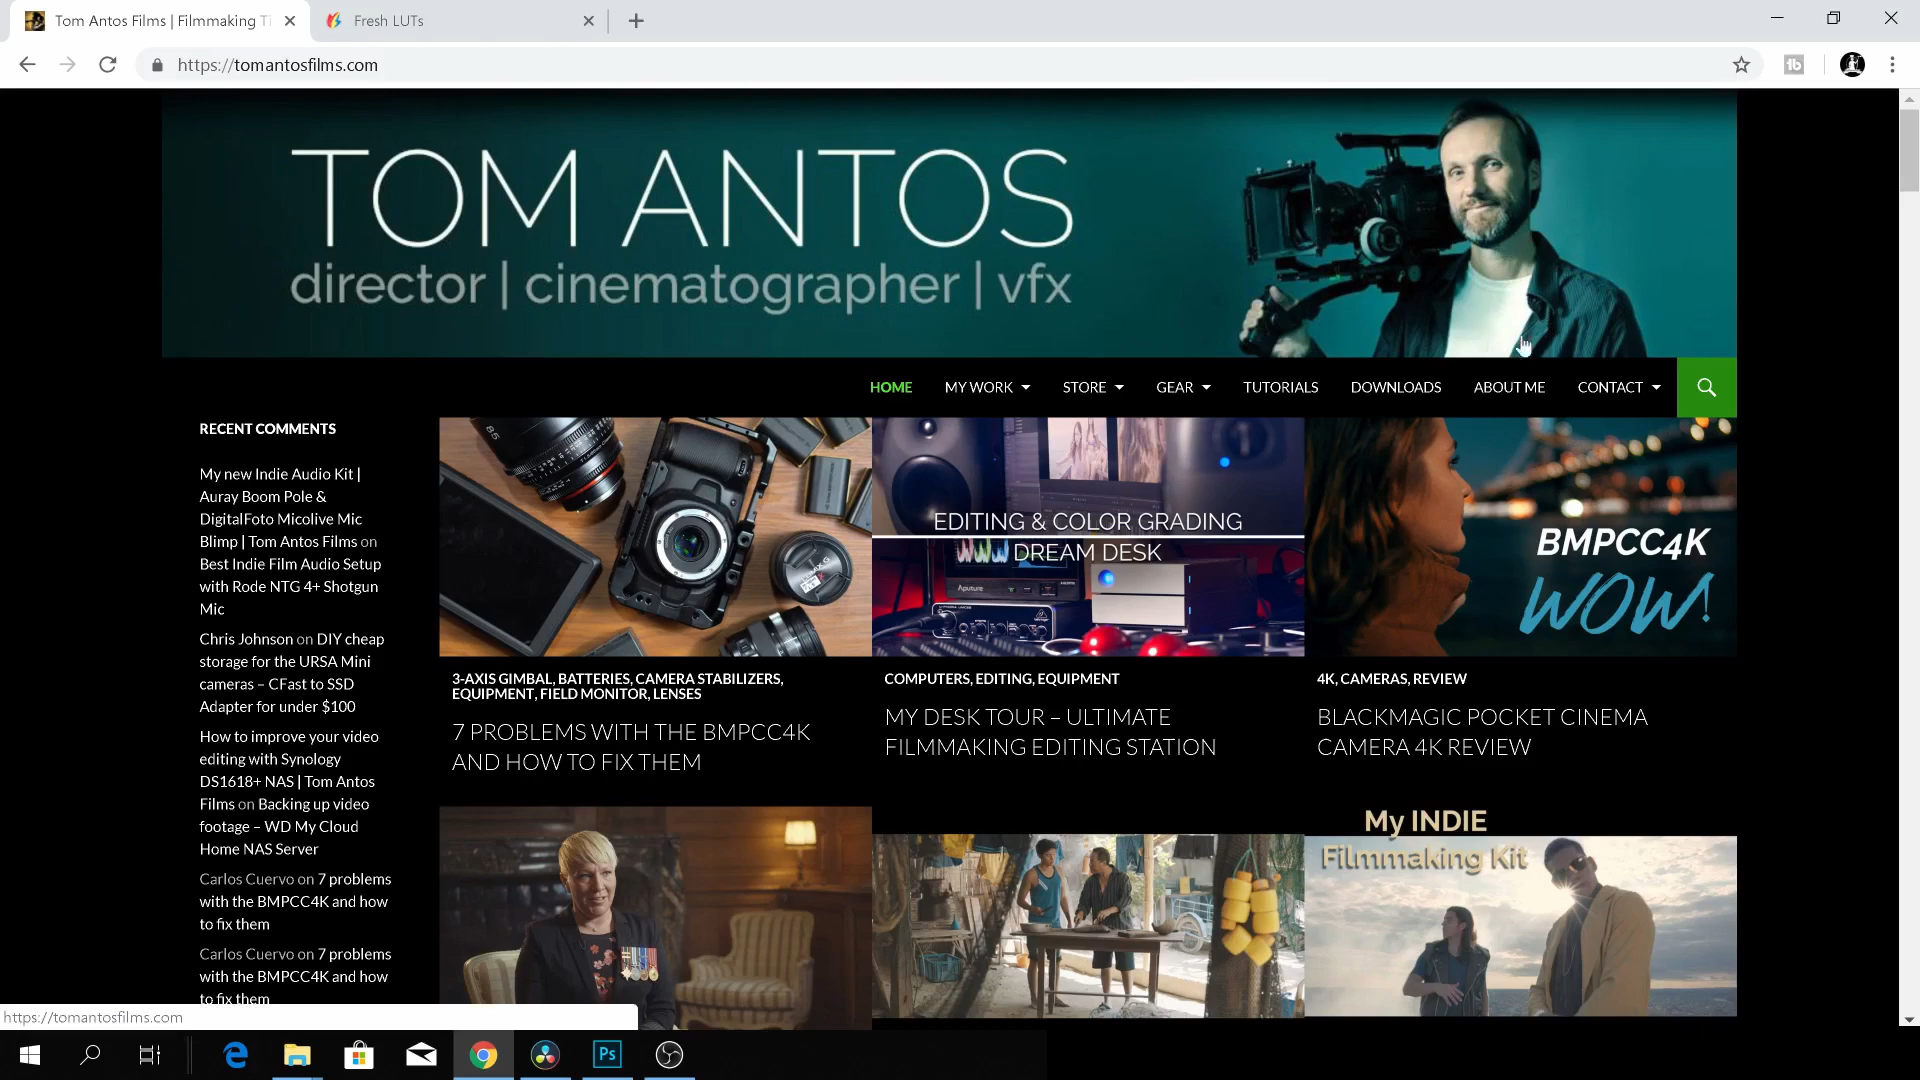 Tom Antos Films | Filmmaking Ti
Fresh LUTs
https://tomantosfilms.com
TOM ANTOS
director | cinematographer | vfx
HOME
MY WORK
STORE
GEAR
TUTORIALS
DOWNLOADS
ABOUT ME
CONTACT
RECENT COMMENTS
My new Indie Audio Kit |
Auray Boom Pole &
DigitalFoto Micolive Mic
Blimp | Tom Antos Films on
Best Indie Film Audio Setup
with Rode NTG 4+ Shotgun
Mic
Chris Johnson on DIY cheap
storage for the URSA Mini
cameras – CFast to SSD
Adapter for under $100
How to improve your video
editing with Synology
DS1618+ NAS | Tom Antos
Films on Backing up video
footage – WD My Cloud
Home NAS Server
Carlos Cuervo on 7 problems
with the BMPCC4K and how
to fix them
Carlos Cuervo on 7 problems
with the BMPCC4K and how
to fix them
3-AXIS GIMBAL, BATTERIES, CAMERA STABILIZERS,
EQUIPMENT, FIELD MONITOR, LENSES
7 PROBLEMS WITH THE BMPCC4K
AND HOW TO FIX THEM
EDITING & COLOR GRADING
DREAM DESK
Aputure
COMPUTERS, EDITING, EQUIPMENT
MY DESK TOUR – ULTIMATE
FILMMAKING EDITING STATION
BMPCC4K
WOW!
4K, CAMERAS, REVIEW
BLACKMAGIC POCKET CINEMA
CAMERA 4K REVIEW
My INDIE
Filmmaking Kit
https://tomantosfilms.com
Ps